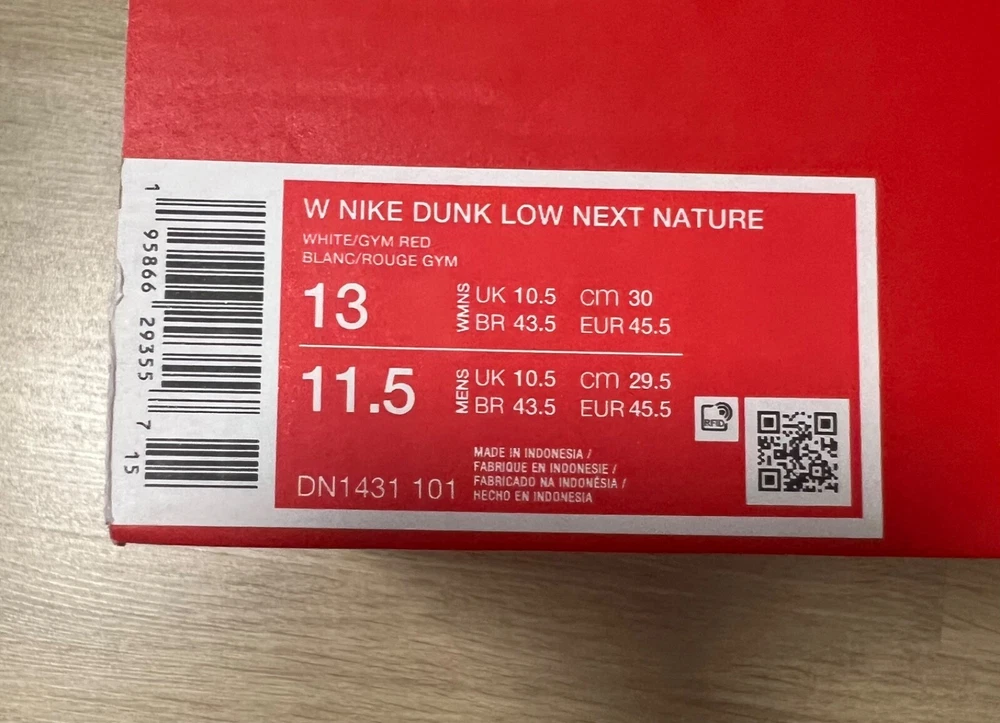 W NIKE DUNK LOW NEXT NATURE
WHITE/GYM RED
BLANC/ROUGE GYM
13 WMNS UK 10.5 CM 30
BR 43.5 EUR 45.5
11.5 MENS UK 10.5 CM 29.5
BR 43.5 EUR 45.5
RFID
DN1431 101
MADE IN INDONESIA /
FABRIQUE EN INDONESIE /
FABRICADO NA INDONÉSIA /
HECHO EN INDONESIA
1 95866 29355 7 15